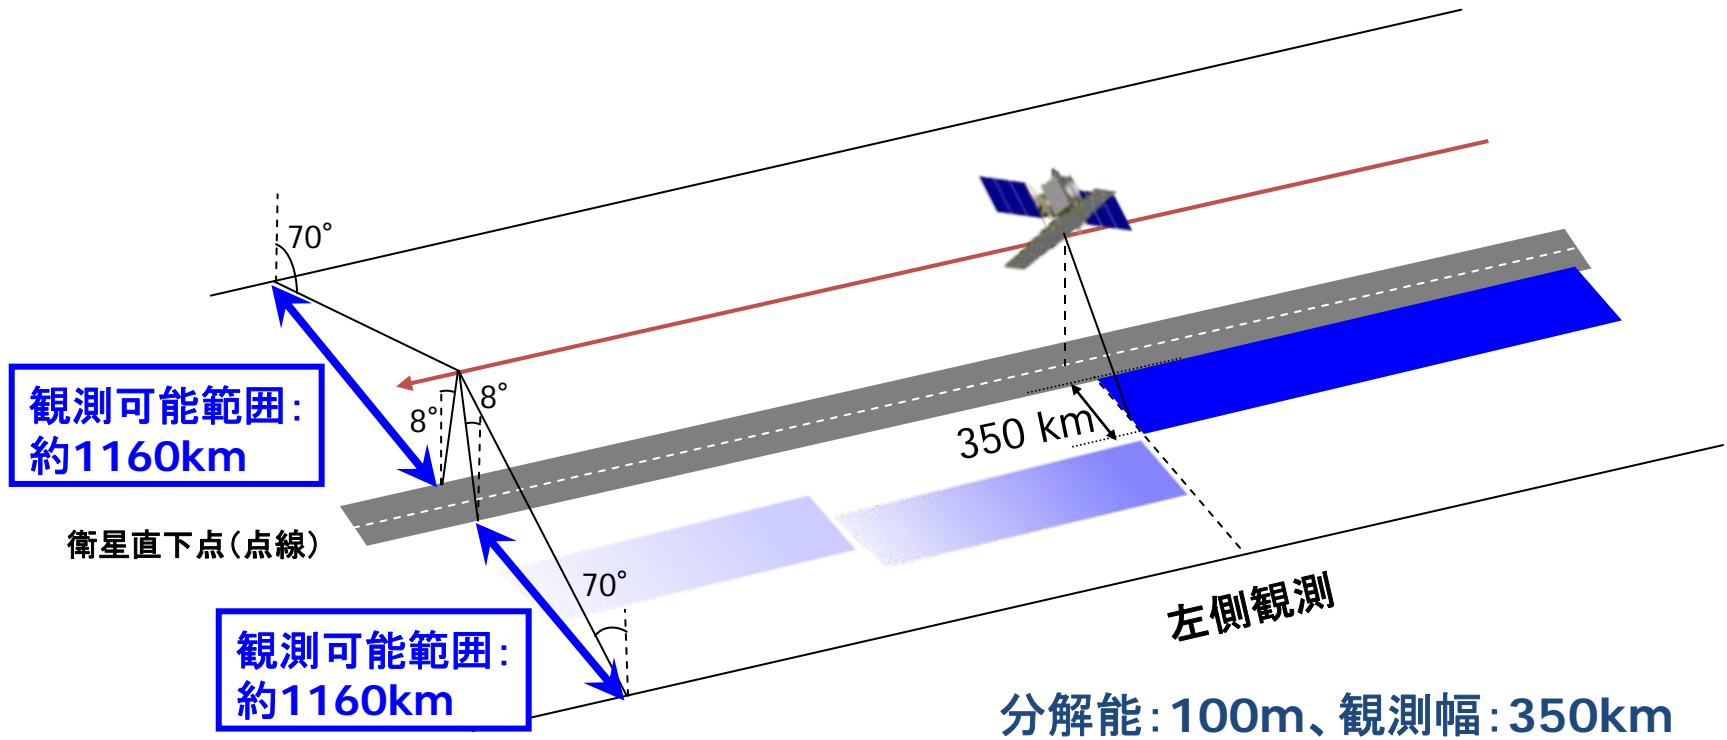 70°
観測可能範囲：
約1160km
8°
8°
350 km
衛星直下点（点線）
70°
観測可能範囲：
約1160km
左側観測
分解能：100m、観測幅：350km